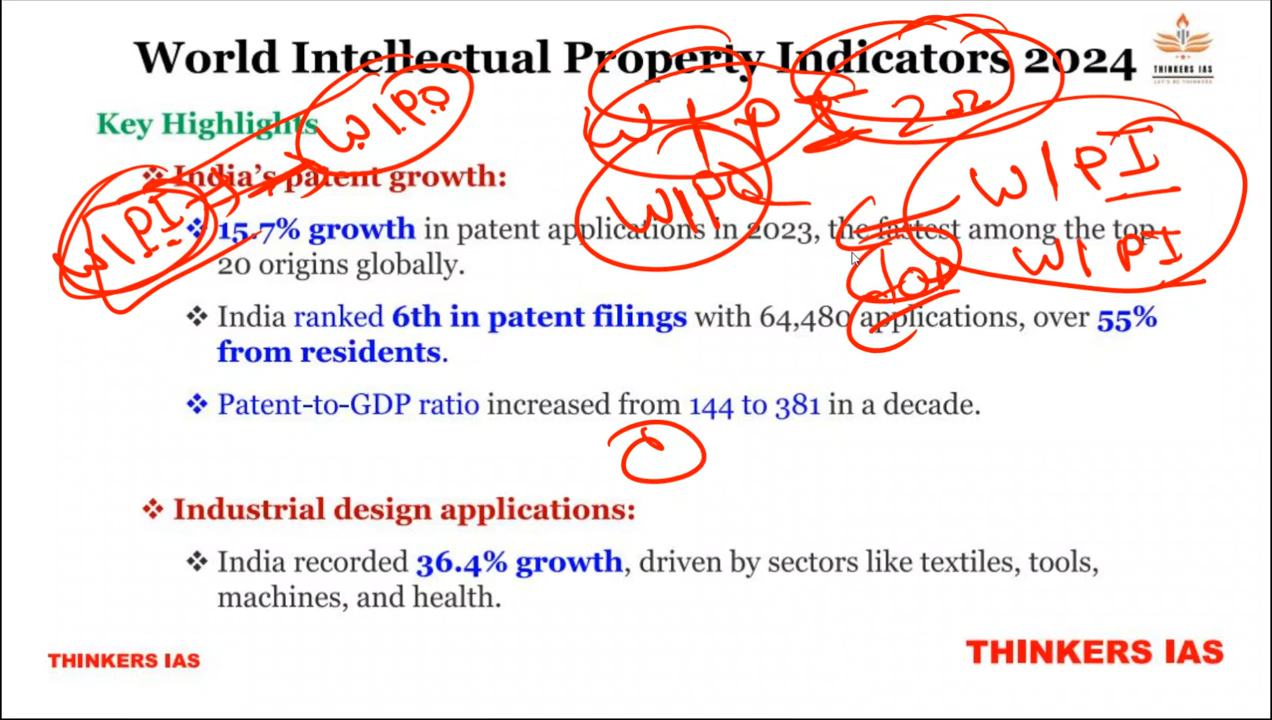 World Intellectual Property Indicators 2024
THINKERS IAS
LET'S BE THINKERS
Key Highlights
W.I.P.O
WIP
WIPO
WIPI
WIPI
WIPI
❖ India's patent growth:
❖ 15.7% growth in patent applications in 2023, the fastest among the top
20 origins globally.
❖ India ranked 6th in patent filings with 64,480 applications, over 55%
from residents.
❖ Patent-to-GDP ratio increased from 144 to 381 in a decade.
❖ Industrial design applications:
❖ India recorded 36.4% growth, driven by sectors like textiles, tools,
machines, and health.
THINKERS IAS
THINKERS IAS